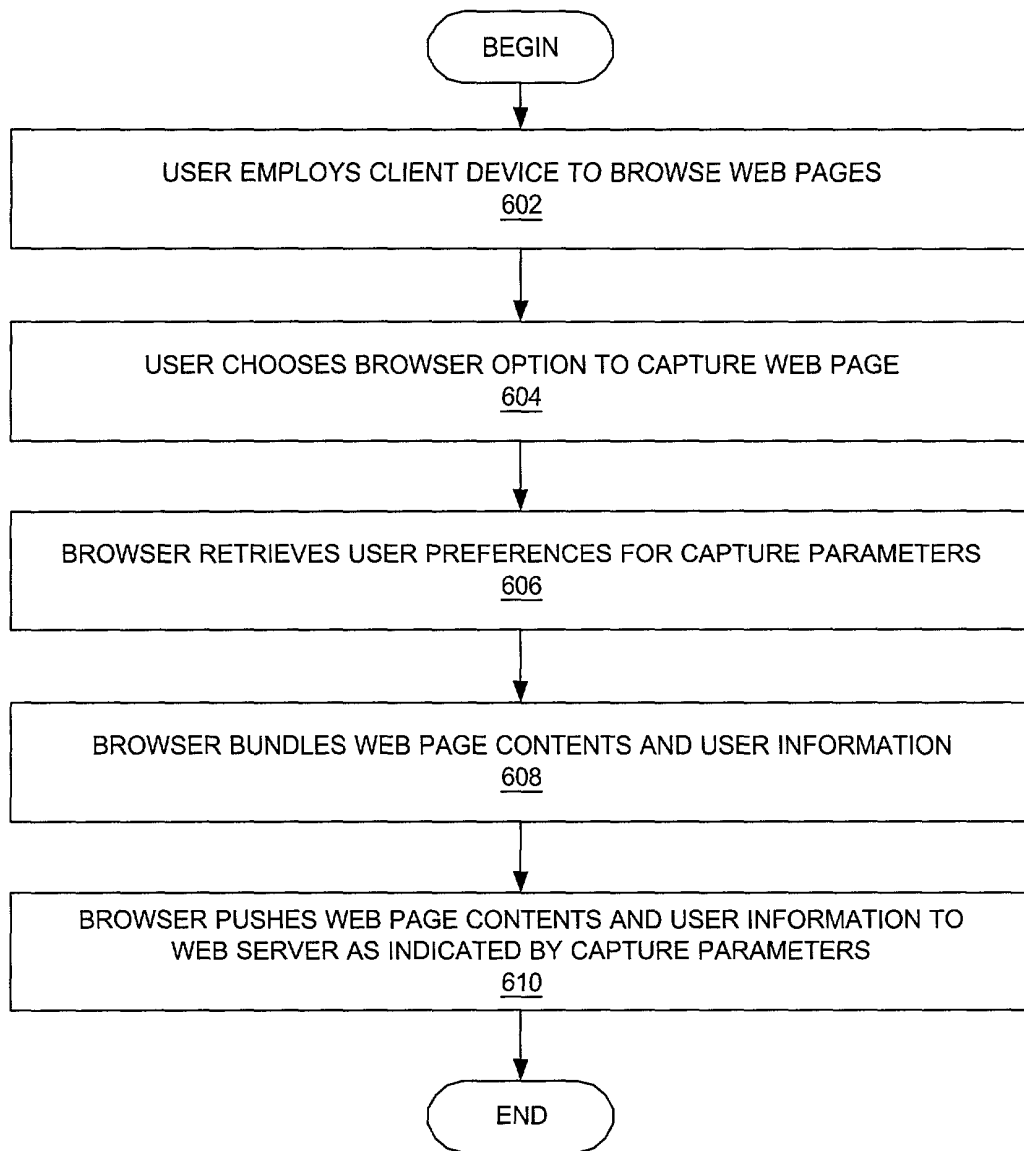 BEGIN
USER EMPLOYS CLIENT DEVICE TO BROWSE WEB PAGES
602
USER CHOOSES BROWSER OPTION TO CAPTURE WEB PAGE
604
BROWSER RETRIEVES USER PREFERENCES FOR CAPTURE PARAMETERS
606
BROWSER BUNDLES WEB PAGE CONTENTS AND USER INFORMATION
608
BROWSER PUSHES WEB PAGE CONTENTS AND USER INFORMATION TO
WEB SERVER AS INDICATED BY CAPTURE PARAMETERS
610
END